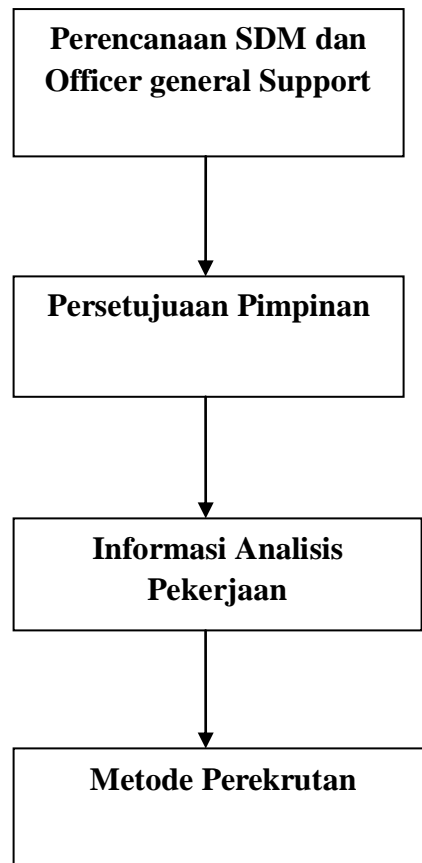 Perencanaan SDM dan
Officer general Support
Persetujuaan Pimpinan
Informasi Analisis
Pekerjaan
Metode Perekrutan